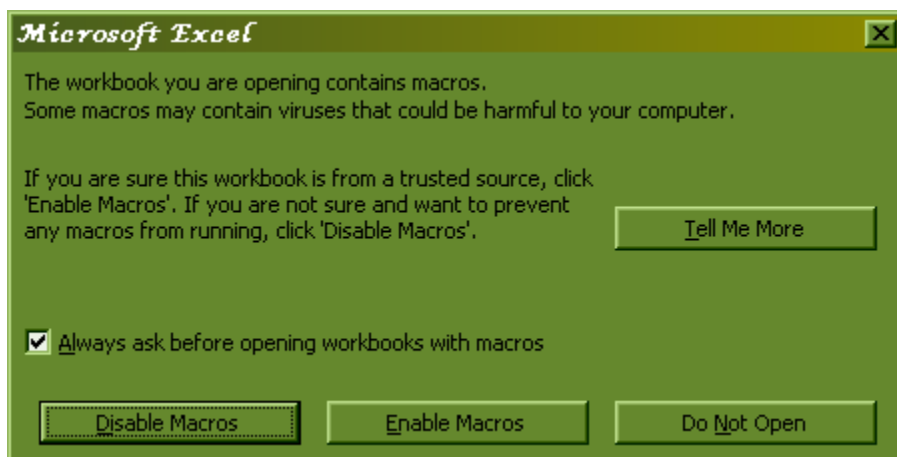 Microsoft Excel
The workbook you are opening contains macros.
Some macros may contain viruses that could be harmful to your computer.
If you are sure this workbook is from a trusted source, click
'Enable Macros'. If you are not sure and want to prevent
any macros from running, click 'Disable Macros'.
Tell Me More
Always ask before opening workbooks with macros
Disable Macros
Enable Macros
Do Not Open